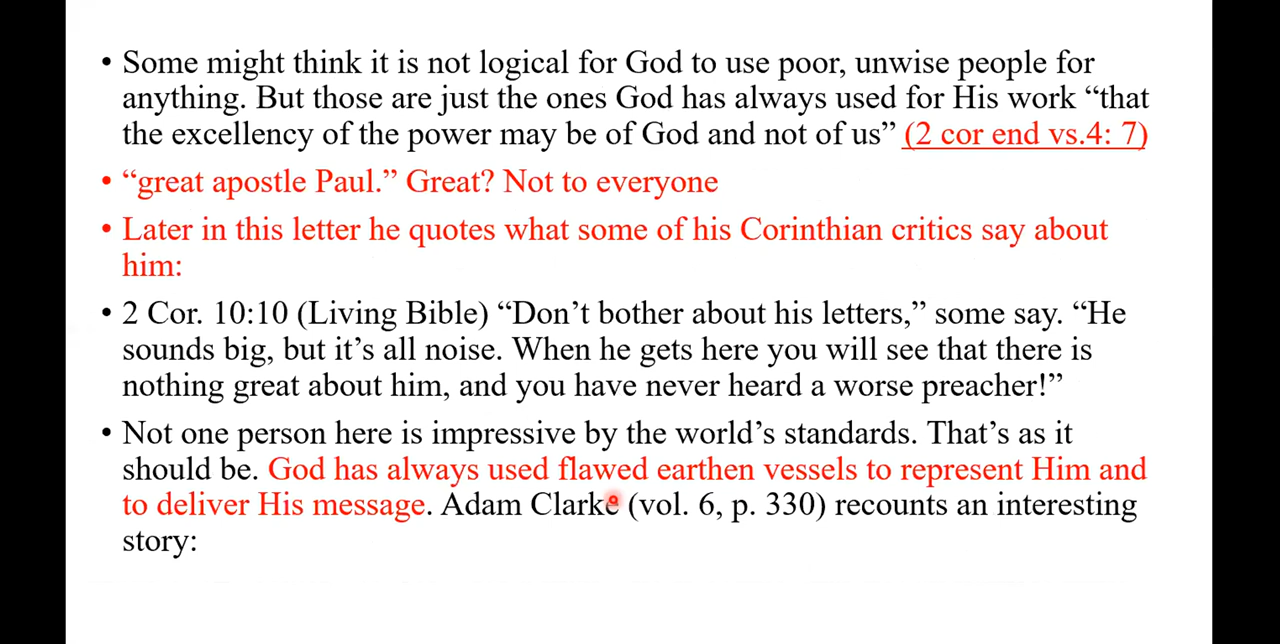 • Some might think it is not logical for God to use poor, unwise people for
anything. But those are just the ones God has always used for His work “that
the excellency of the power may be of God and not of us” (2 cor end vs.4: 7)
• “great apostle Paul.” Great? Not to everyone
• Later in this letter he quotes what some of his Corinthian critics say about
him:
• 2 Cor. 10:10 (Living Bible) “Don’t bother about his letters,” some say. “He
sounds big, but it’s all noise. When he gets here you will see that there is
nothing great about him, and you have never heard a worse preacher!”
• Not one person here is impressive by the world’s standards. That’s as it
should be. God has always used flawed earthen vessels to represent Him and
to deliver His message. Adam Clarke (vol. 6, p. 330) recounts an interesting
story: